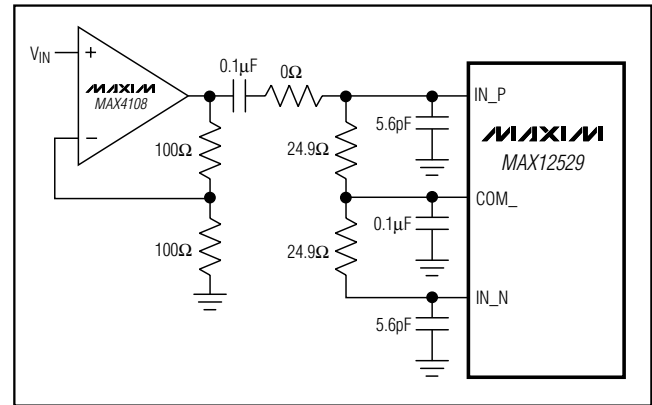 V_IN
+
MAXIM
MAX4108
−
0.1µF
0Ω
100Ω
100Ω
24.9Ω
24.9Ω
5.6pF
0.1µF
5.6pF
IN_P
MAXIM
MAX12529
COM_
IN_N